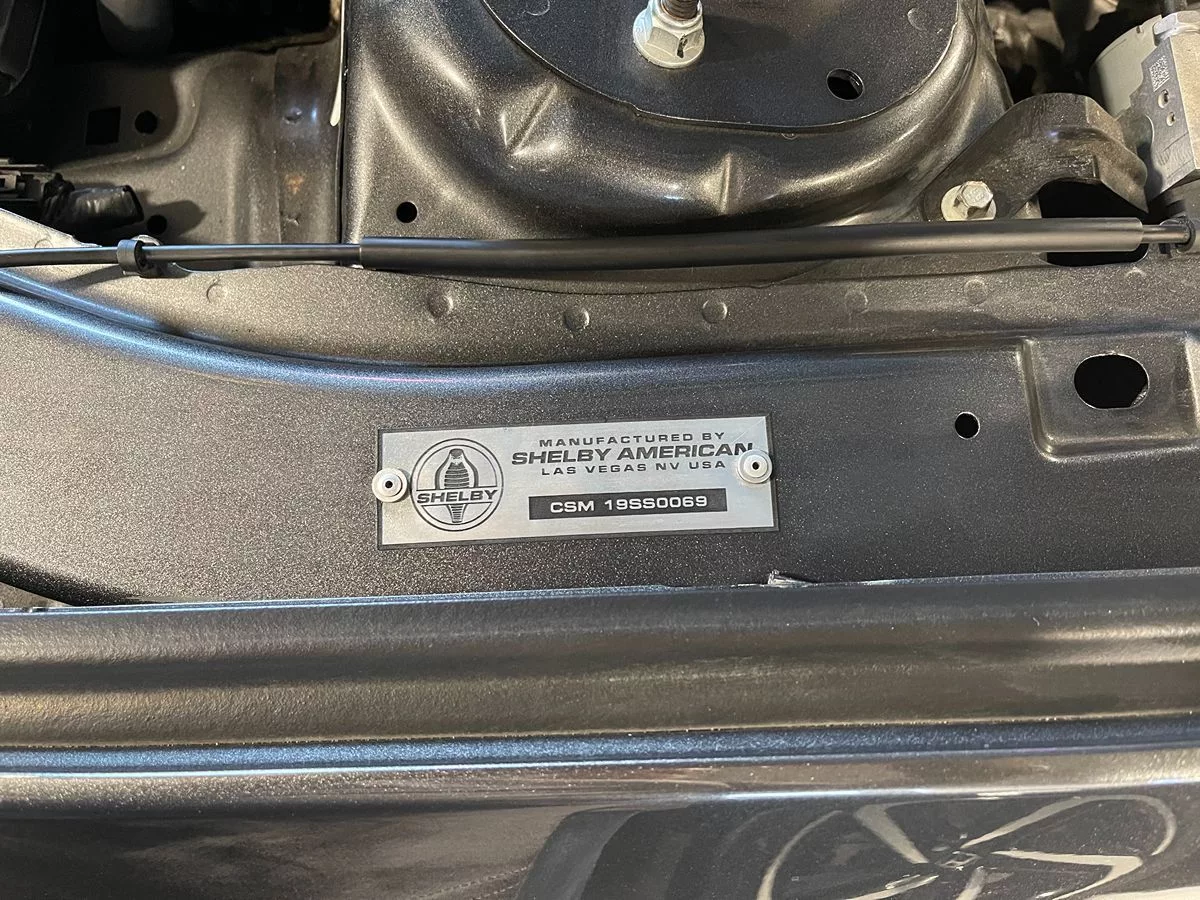 MANUFACTURED BY
SHELBY AMERICAN
LAS VEGAS NV USA
SHELBY
CSM 19SS0069